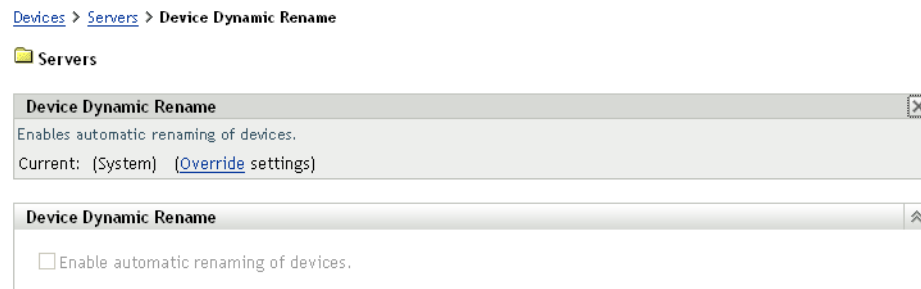 Devices > Servers > Device Dynamic Rename
Servers
Device Dynamic Rename
Enables automatic renaming of devices.
Current: (System) (Override settings)
Device Dynamic Rename
Enable automatic renaming of devices.